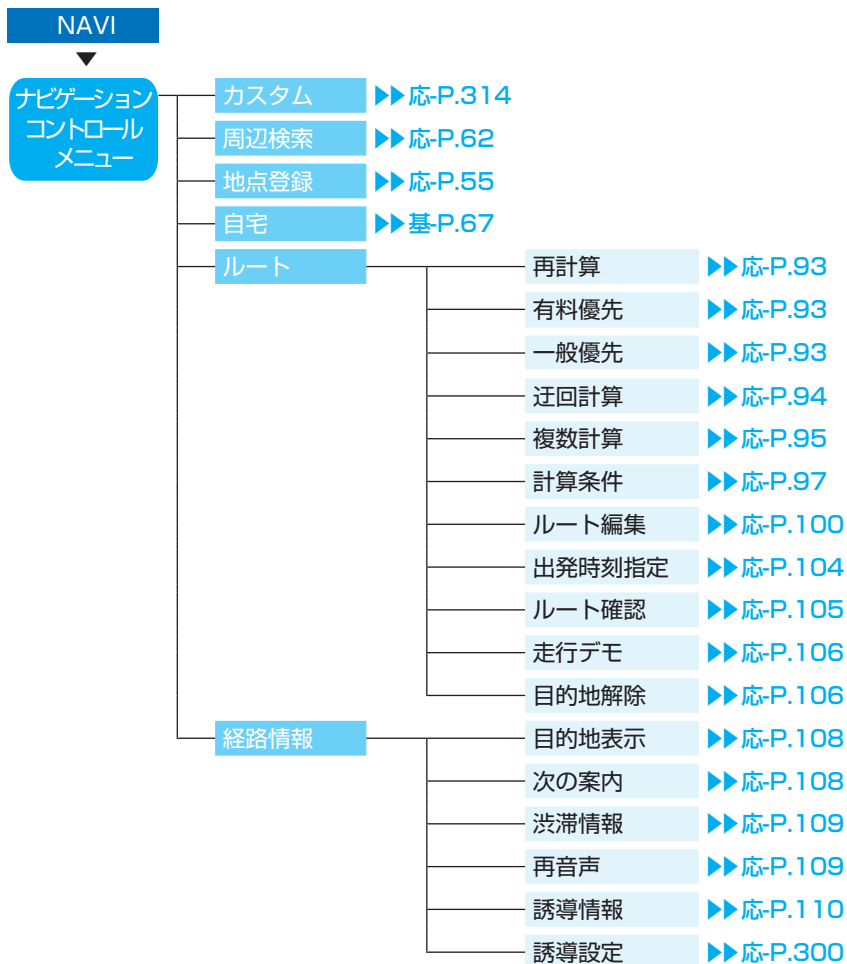 NAVI
▼
ナビゲーション
コントロール
メニュー
カスタム ▶▶応-P.314
周辺検索 ▶▶応-P.62
地点登録 ▶▶応-P.55
自宅 ▶▶基-P.67
ルート 再計算 ▶▶応-P.93
有料優先 ▶▶応-P.93
一般優先 ▶▶応-P.93
迂回計算 ▶▶応-P.94
複数計算 ▶▶応-P.95
計算条件 ▶▶応-P.97
ルート編集 ▶▶応-P.100
出発時刻指定 ▶▶応-P.104
ルート確認 ▶▶応-P.105
走行デモ ▶▶応-P.106
目的地解除 ▶▶応-P.106
経路情報 目的地表示 ▶▶応-P.108
次の案内 ▶▶応-P.108
渋滞情報 ▶▶応-P.109
再音声 ▶▶応-P.109
誘導情報 ▶▶応-P.110
誘導設定 ▶▶応-P.300